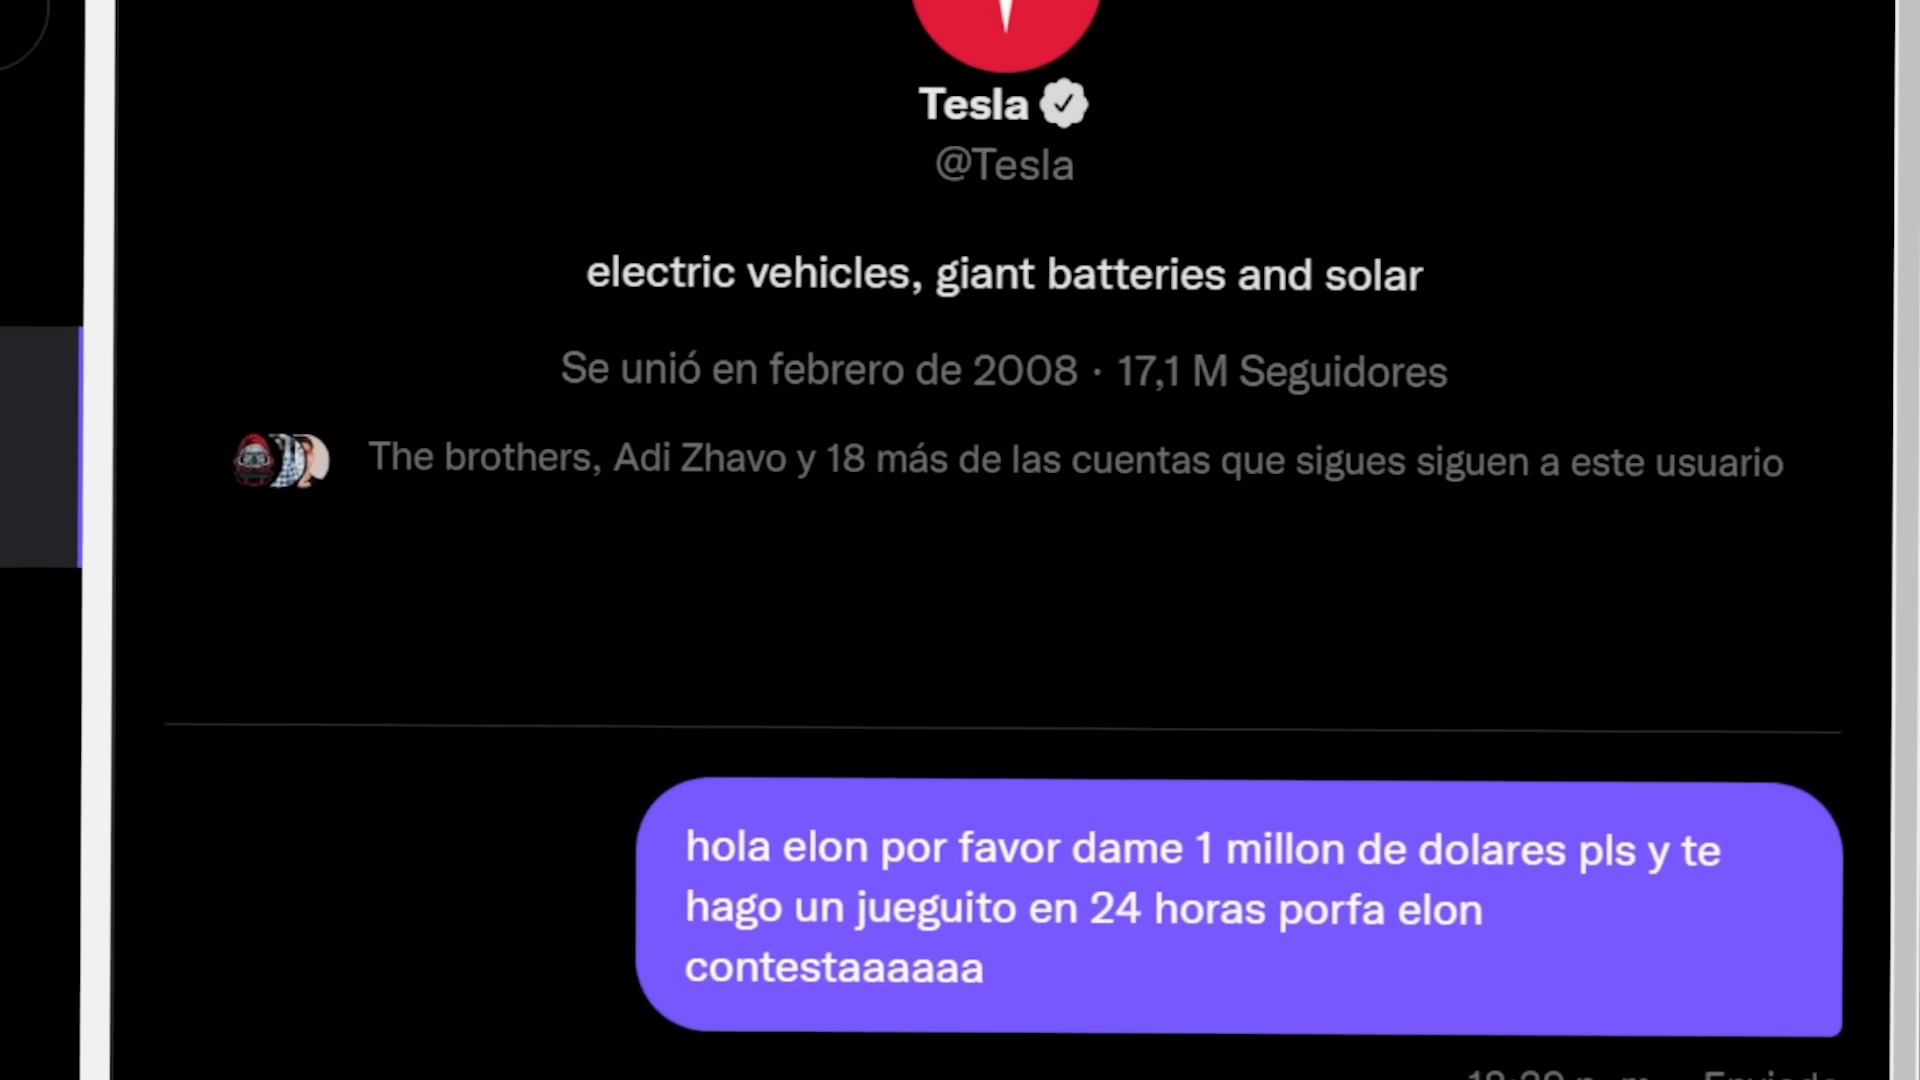 Tesla
@Tesla
electric vehicles, giant batteries and solar
Se unió en febrero de 2008 · 17,1 M Seguidores
The brothers, Adi Zhavo y 18 más de las cuentas que sigues siguen a este usuario
hola elon por favor dame 1 millon de dolares pls y te
hago un jueguito en 24 horas porfa elon
contestaaaaaa